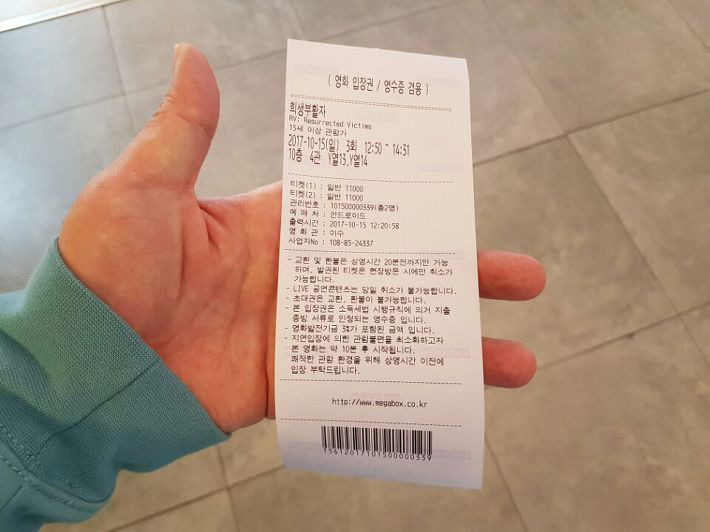 ( 영화 입장권 / 영수증 겸용 )
희생부활자
RV: Resurrected Victims
15세 이상 관람가
2017-10-15(일) 3회 12:50 ~ 14:31
10층 4관 Y열13,Y열14
티켓(1) : 일반 11000
티켓(2) : 일반 11000
관리번호 : 101500000339(총2명)
예 매 처 : 안드로이드
출력시간 : 2017-10-15 12:20:58
영 화 관 : 이수
사업자No : 108-85-24337
- 교환 및 환불은 상영시간 20분전까지만 가능
하며, 발권된 티켓은 현장방문 시에만 취소가
가능합니다.
- LIVE 공연콘텐츠는 당일 취소가 불가능합니다.
- 초대권은 교환, 환불이 불가능합니다.
- 본 입장권은 소득세법 시행규칙에 의거 지출
증빙 서류로 인정되는 영수증 입니다.
- 영화발전기금 3%가 포함된 금액 입니다.
- 지연입장에 의한 관람불편을 최소화하고자
본 영화는 약 10분 후 시작됩니다.
쾌적한 관람 환경을 위해 상영시간 이전에
입장 부탁드립니다.
http://www.megabox.co.kr
1561201710150000339